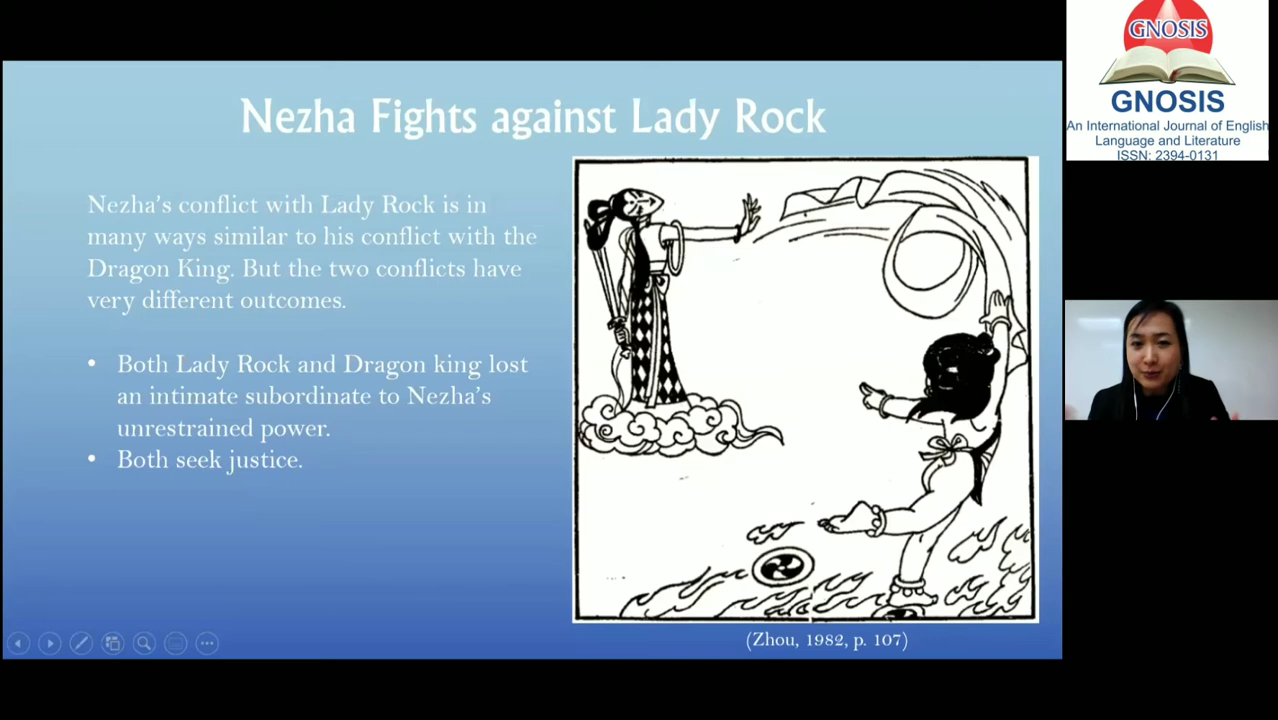 Nezha Fights against Lady Rock
Nezha's conflict with Lady Rock is in
many ways similar to his conflict with the
Dragon King. But the two conflicts have
very different outcomes.
• Both Lady Rock and Dragon king lost
an intimate subordinate to Nezha's
unrestrained power.
• Both seek justice.
(Zhou, 1982, p. 107)
GNOSIS
GNOSIS
An International Journal of English
Language and Literature
ISSN: 2394-0131